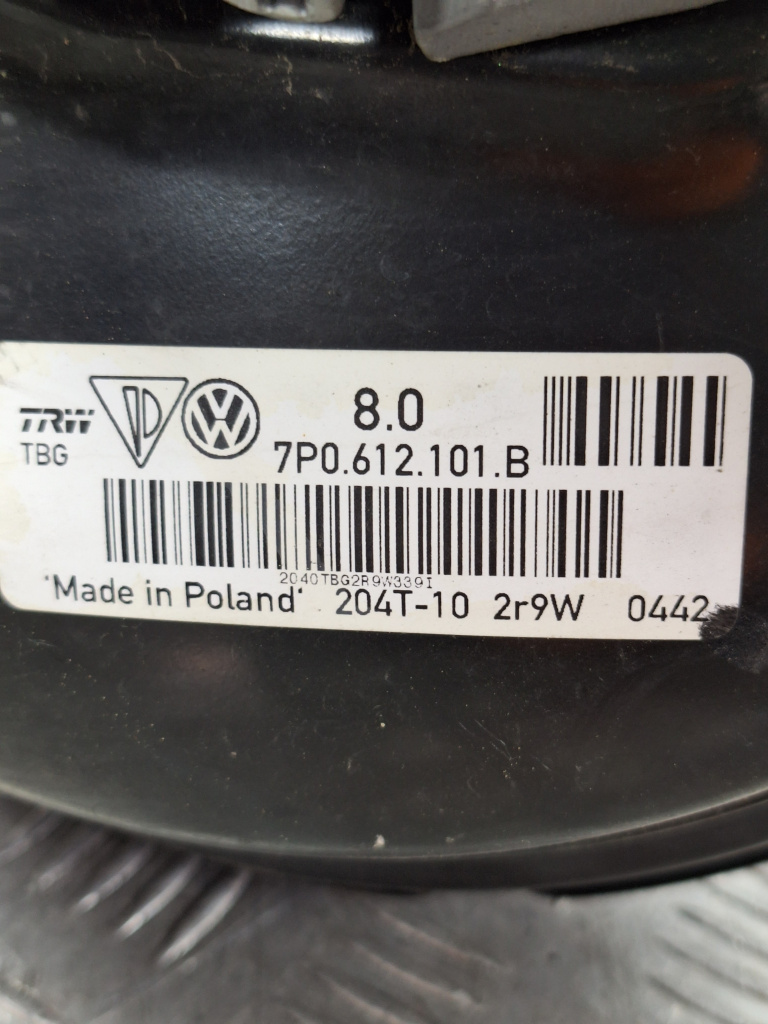 TRW
TBG
8.0
7P0.612.101.B
2040TBG2R9W339I
'Made in Poland' 204T-10 2r9W 0442